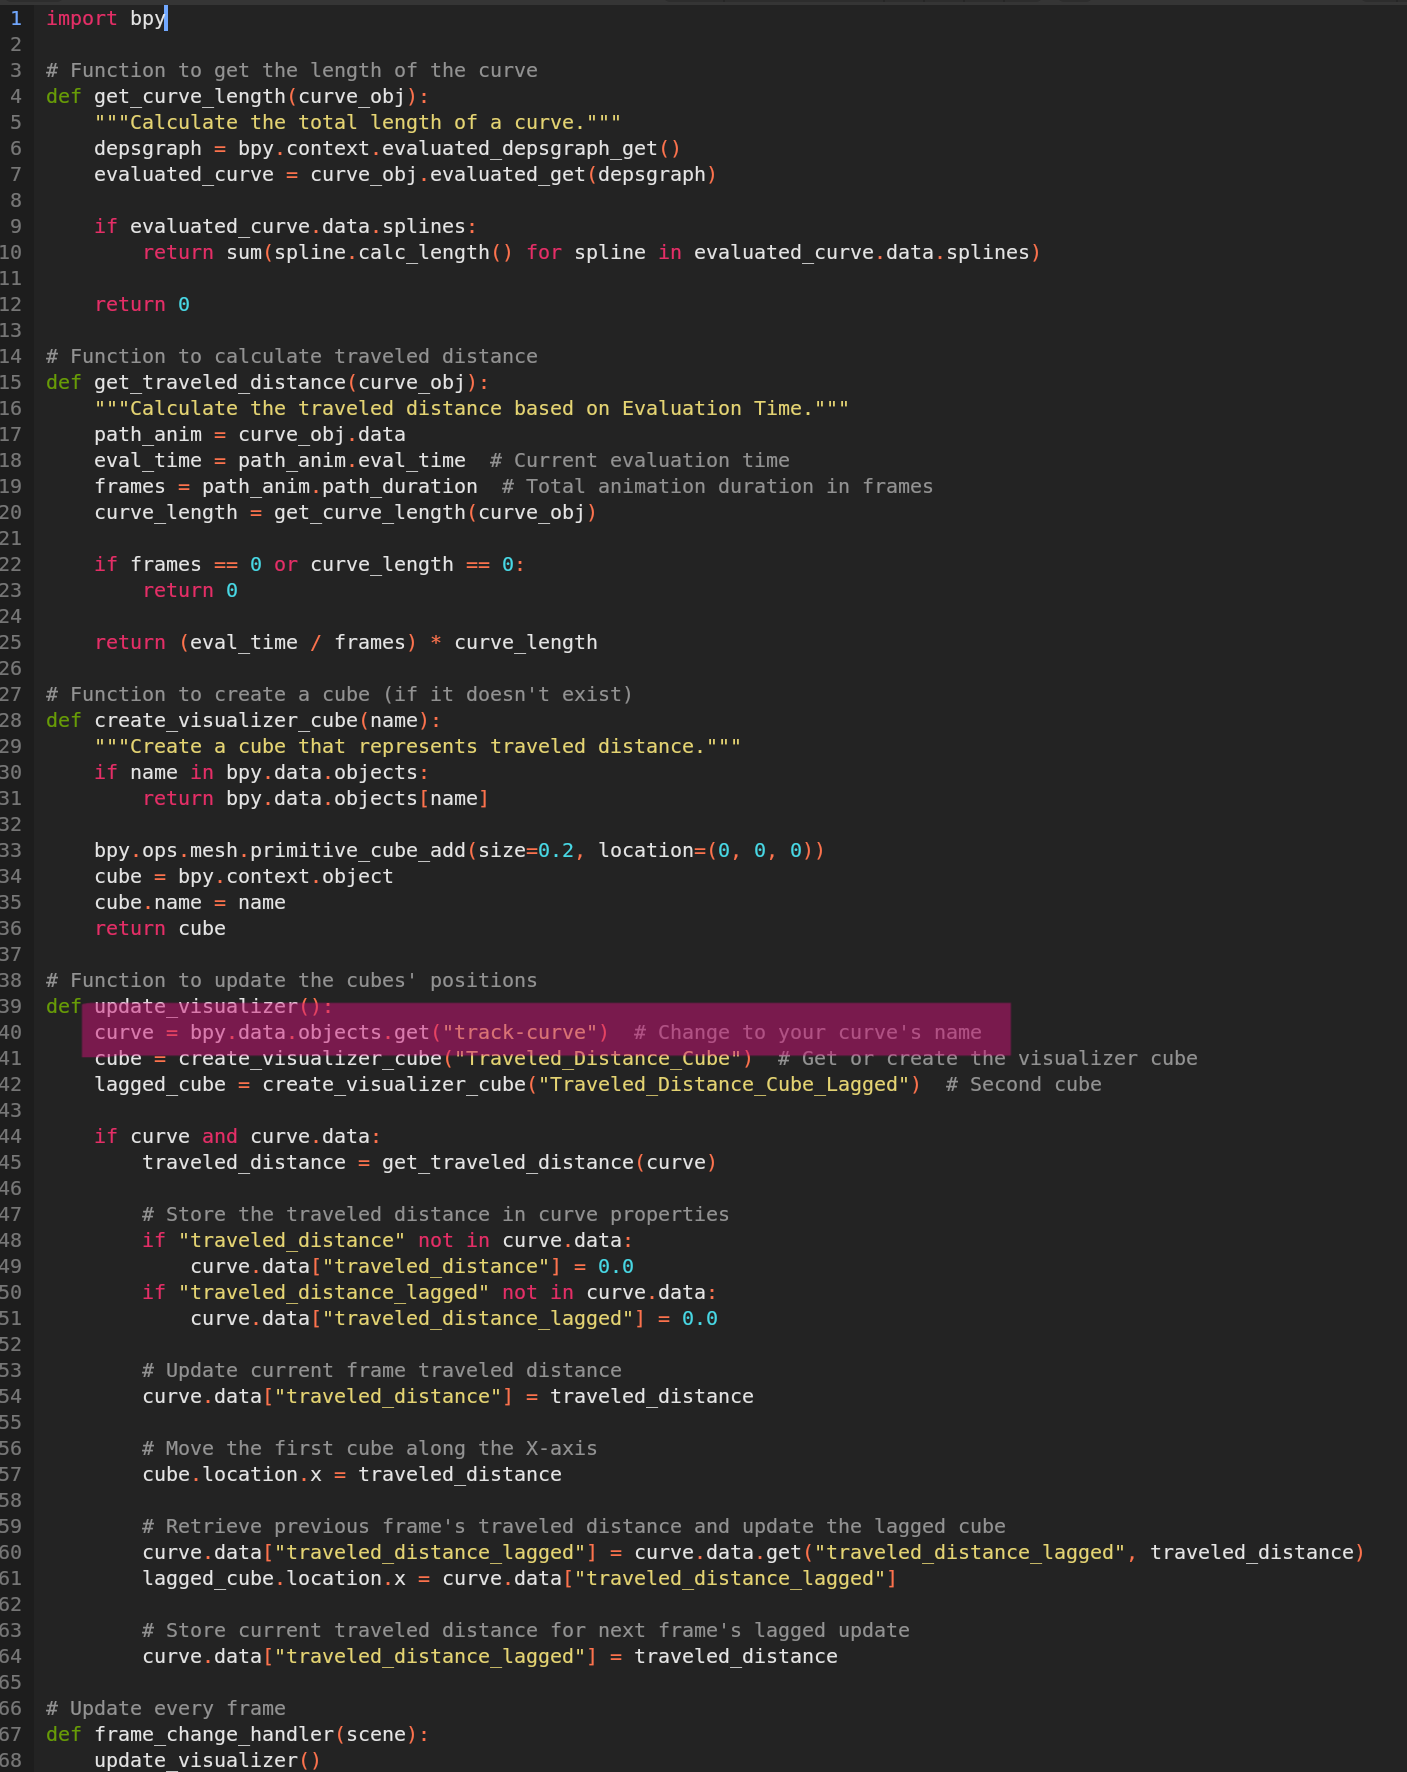 1 import bpy
2
3 # Function to get the length of the curve
4 def get_curve_length(curve_obj):
5     """Calculate the total length of a curve."""
6     depsgraph = bpy.context.evaluated_depsgraph_get()
7     evaluated_curve = curve_obj.evaluated_get(depsgraph)
8
9     if evaluated_curve.data.splines:
10         return sum(spline.calc_length() for spline in evaluated_curve.data.splines)
11
12     return 0
13
14 # Function to calculate traveled distance
15 def get_traveled_distance(curve_obj):
16     """Calculate the traveled distance based on Evaluation Time."""
17     path_anim = curve_obj.data
18     eval_time = path_anim.eval_time  # Current evaluation time
19     frames = path_anim.path_duration  # Total animation duration in frames
20     curve_length = get_curve_length(curve_obj)
21
22     if frames == 0 or curve_length == 0:
23         return 0
24
25     return (eval_time / frames) * curve_length
26
27 # Function to create a cube (if it doesn't exist)
28 def create_visualizer_cube(name):
29     """Create a cube that represents traveled distance."""
30     if name in bpy.data.objects:
31         return bpy.data.objects[name]
32
33     bpy.ops.mesh.primitive_cube_add(size=0.2, location=(0, 0, 0))
34     cube = bpy.context.object
35     cube.name = name
36     return cube
37
38 # Function to update the cubes' positions
39 def update_visualizer():
40     curve = bpy.data.objects.get("track-curve")  # Change to your curve's name
41     cube = create_visualizer_cube("Traveled_Distance_Cube")  # Get or create the visualizer cube
42     lagged_cube = create_visualizer_cube("Traveled_Distance_Cube_Lagged")  # Second cube
43
44     if curve and curve.data:
45         traveled_distance = get_traveled_distance(curve)
46
47         # Store the traveled distance in curve properties
48         if "traveled_distance" not in curve.data:
49             curve.data["traveled_distance"] = 0.0
50         if "traveled_distance_lagged" not in curve.data:
51             curve.data["traveled_distance_lagged"] = 0.0
52
53         # Update current frame traveled distance
54         curve.data["traveled_distance"] = traveled_distance
55
56         # Move the first cube along the X-axis
57         cube.location.x = traveled_distance
58
59         # Retrieve previous frame's traveled distance and update the lagged cube
60         curve.data["traveled_distance_lagged"] = curve.data.get("traveled_distance_lagged", traveled_distance)
61         lagged_cube.location.x = curve.data["traveled_distance_lagged"]
62
63         # Store current traveled distance for next frame's lagged update
64         curve.data["traveled_distance_lagged"] = traveled_distance
65
66 # Update every frame
67 def frame_change_handler(scene):
68     update_visualizer()